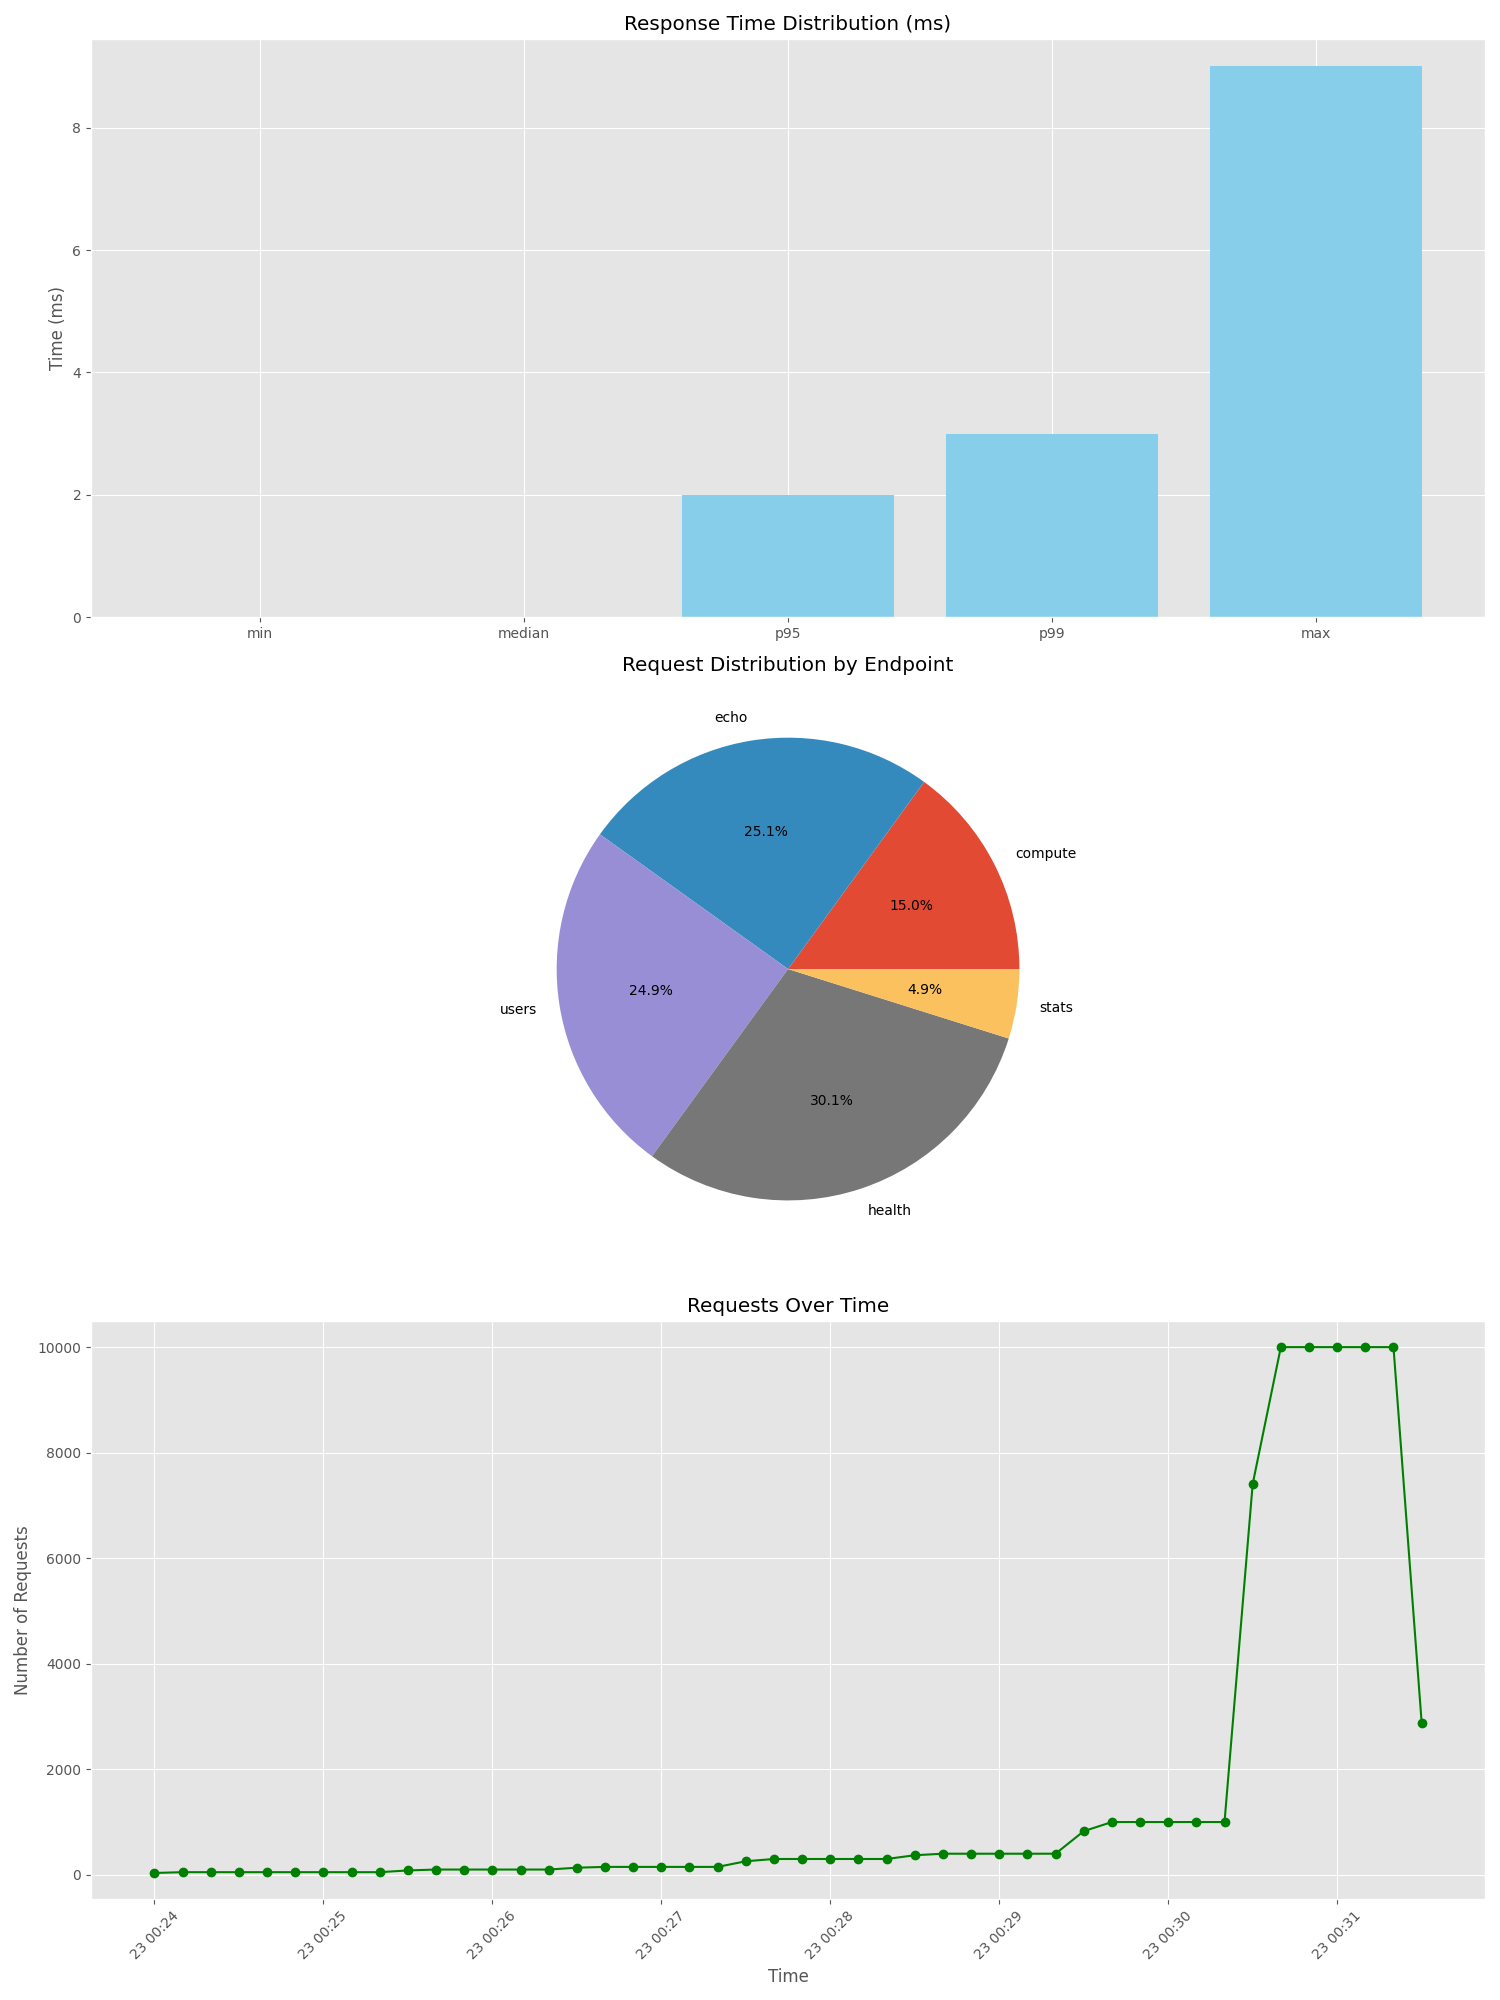 Response Time Distribution (ms)
8
6
4
2
0
Time (ms)
min median p95 p99 max
Request Distribution by Endpoint
echo
25.1%
compute
15.0%
24.9%
users
4.9%
stats
30.1%
health
Requests Over Time
10000
8000
6000
4000
2000
0
Number of Requests
23 00:24 23 00:25 23 00:26 23 00:27 23 00:28 23 00:29 23 00:30 23 00:31
Time